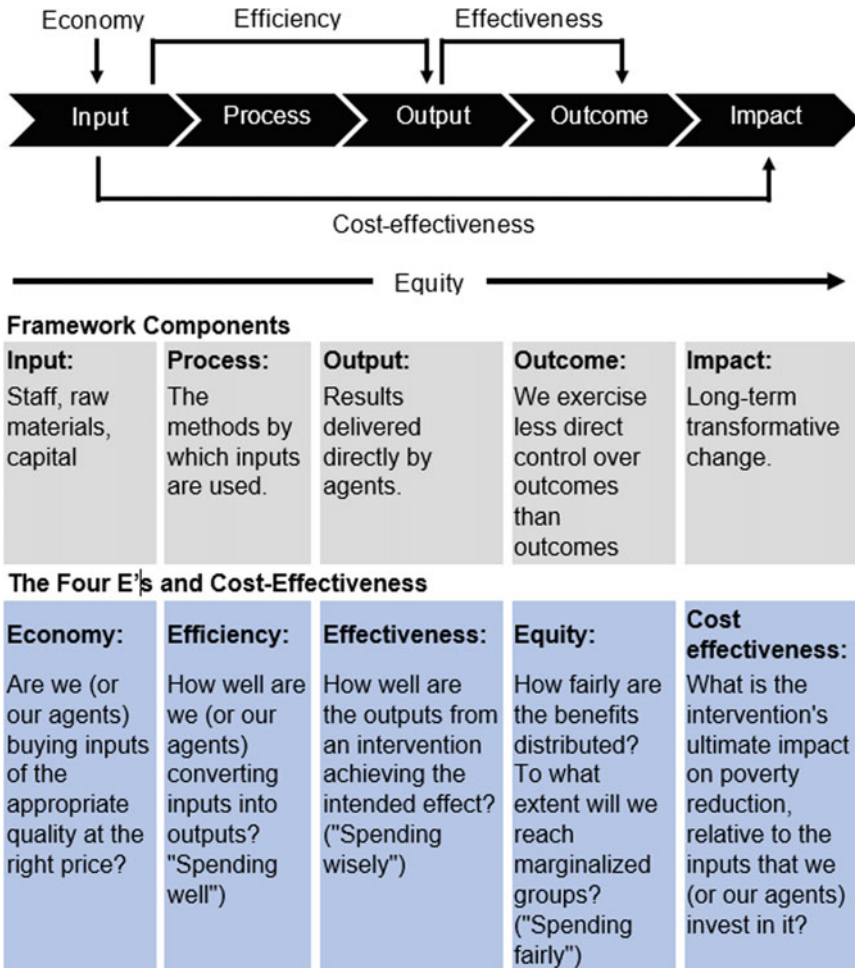 Economy
Efficiency
Effectiveness
Input
Process
Output
Outcome
Impact
Cost-effectiveness
Equity
Framework Components
Input:
Staff, raw
materials,
capital
Process:
The
methods by
which inputs
are used.
Output:
Results
delivered
directly by
agents.
Outcome:
We exercise
less direct
control over
outcomes
than
outcomes
Impact:
Long-term
transformative
change.
The Four E's and Cost-Effectiveness
Economy:
Are we (or
our agents)
buying inputs
of the
appropriate
quality at the
right price?
Efficiency:
How well are
we (or our
agents)
converting
inputs into
outputs?
"Spending
well")
Effectiveness:
How well are
the outputs from
an intervention
achieving the
intended effect?
("Spending
wisely")
Equity:
How fairly are
the benefits
distributed?
To what
extent will we
reach
marginalized
groups?
("Spending
fairly")
Cost
effectiveness:
What is the
intervention's
ultimate impact
on poverty
reduction,
relative to the
inputs that we
(or our agents)
invest in it?